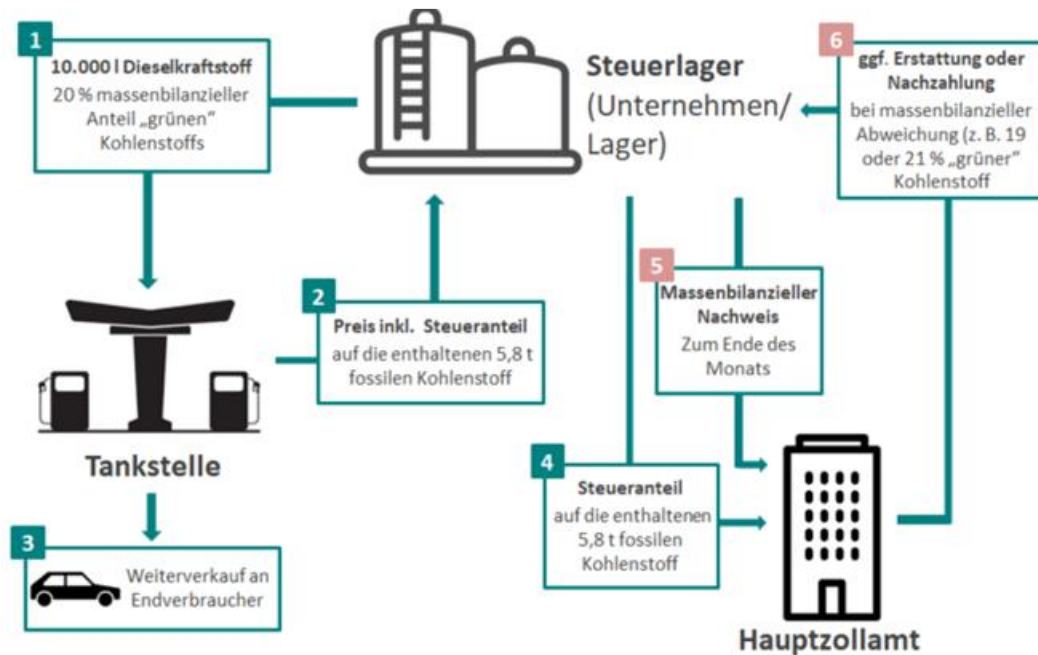 1
10.000 l Dieselkraftstoff
20 % massenbilanzieller
Anteil „grünen”
Kohlenstoffs
Steuerlager
(Unternehmen/
Lager)
6
ggf. Erstattung oder
Nachzahlung
bei massenbilanzieller
Abweichung (z. B. 19
oder 21 % „grüner”
Kohlenstoff
2
Preis inkl. Steueranteil
auf die enthaltenen 5,8 t
fossilen Kohlenstoff
5
Massenbilanzieller
Nachweis
Zum Ende des
Monats
Tankstelle
3
Weiterverkauf an
Endverbraucher
4
Steueranteil
auf die enthaltenen
5,8 t fossilen
Kohlenstoff
Hauptzollamt